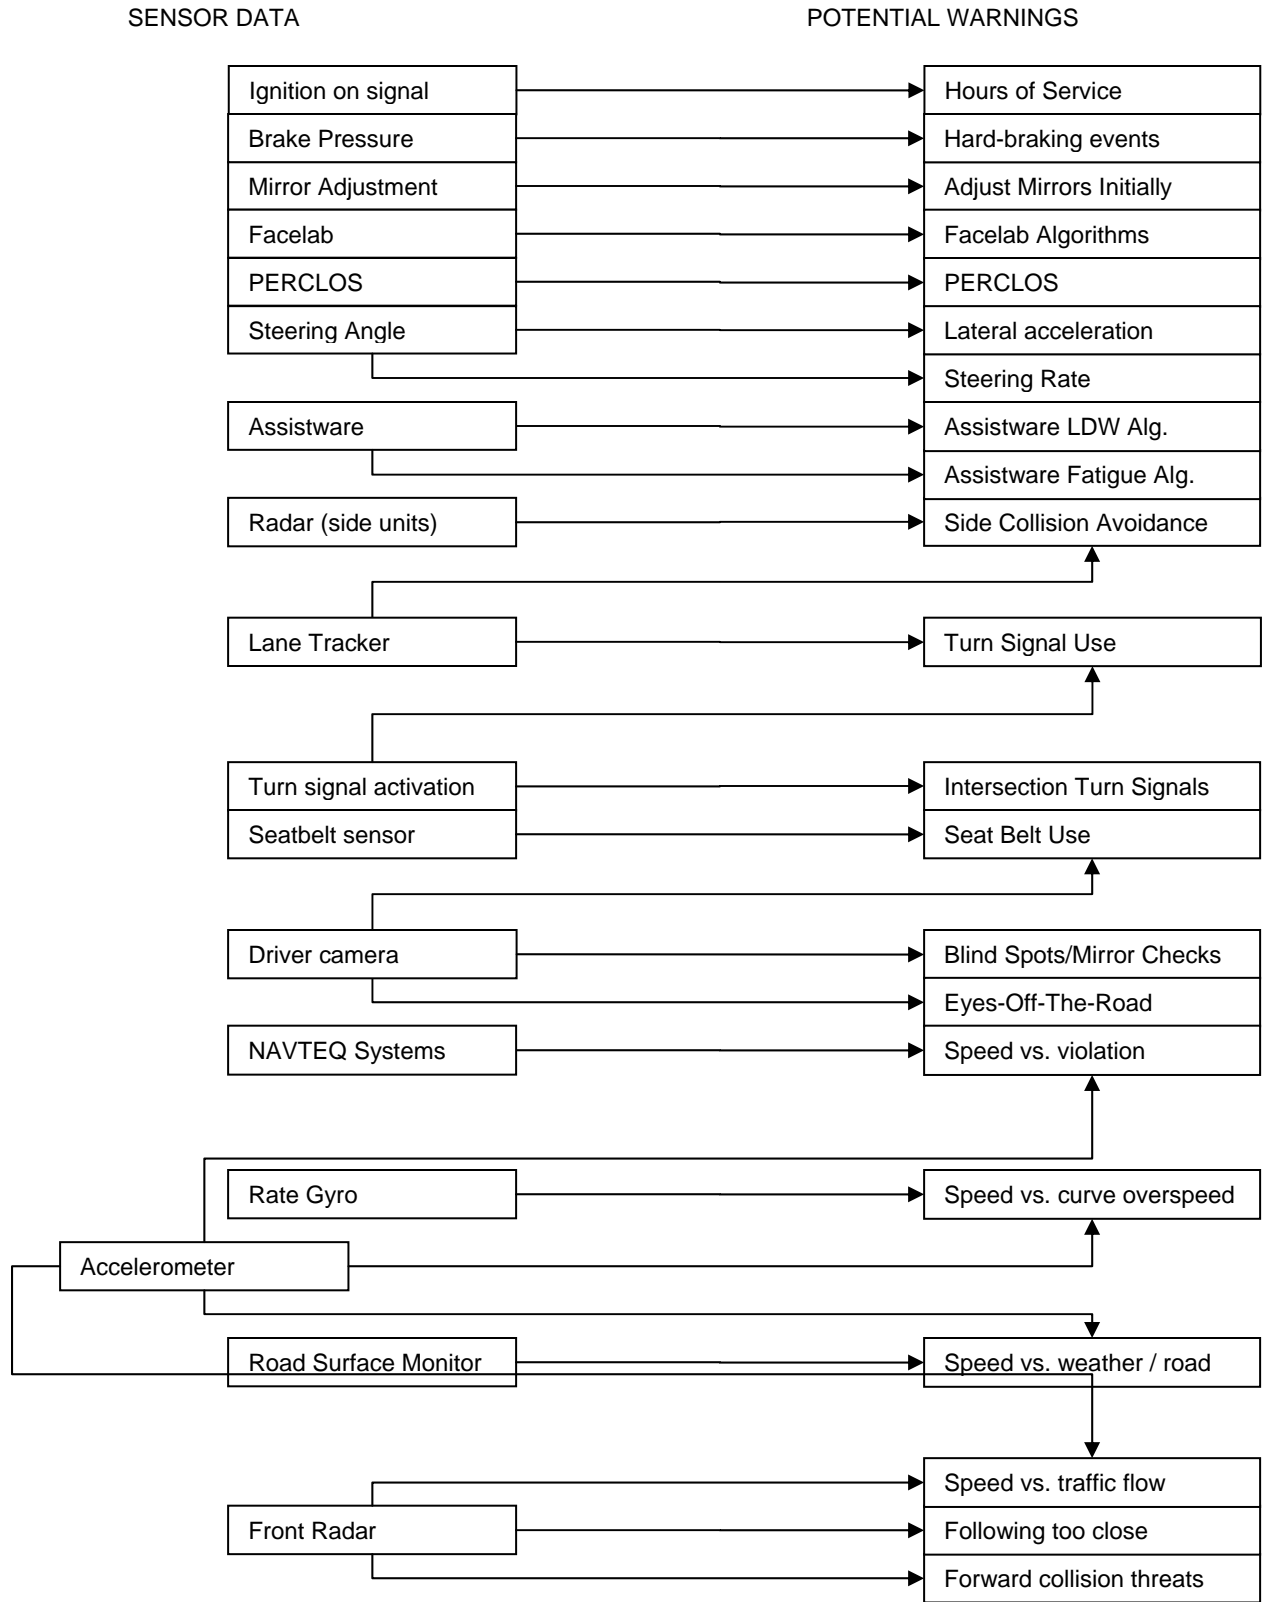 SENSOR DATA POTENTIAL WARNINGS
Ignition on signal Hours of Service
Brake Pressure Hard-braking events
Mirror Adjustment Adjust Mirrors Initially
Facelab Facelab Algorithms
PERCLOS PERCLOS
Steering Angle Lateral acceleration
Steering Rate
Assistware Assistware LDW Alg.
Assistware Fatigue Alg.
Radar (side units) Side Collision Avoidance
Lane Tracker Turn Signal Use
Turn signal activation Intersection Turn Signals
Seatbelt sensor Seat Belt Use
Driver camera Blind Spots/Mirror Checks
Eyes-Off-The-Road
NAVTEQ Systems Speed vs. violation
Rate Gyro Speed vs. curve overspeed
Accelerometer
Road Surface Monitor Speed vs. weather / road
Speed vs. traffic flow
Front Radar Following too close
Forward collision threats